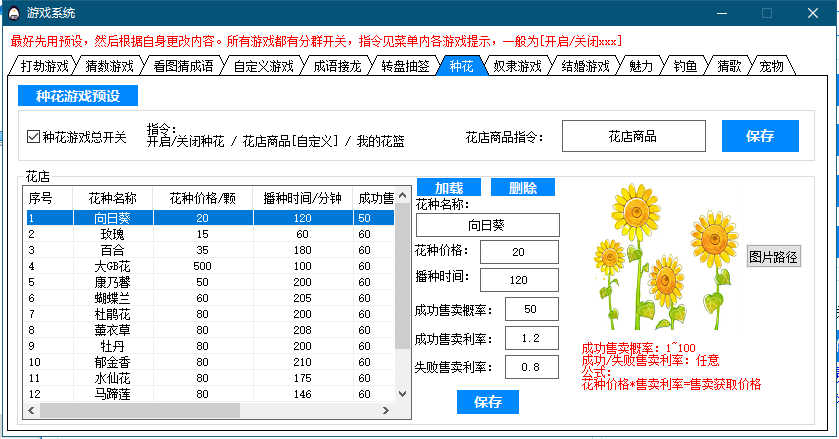 游戏系统
最好先用预设，然后根据自身更改内容。所有游戏都有分群开关，指令见菜单内各游戏提示，一般为[开启/关闭xxx]
打劫游戏 猜数游戏 看图猜成语 自定义游戏 成语接龙 转盘抽签 种花 奴隶游戏 结婚游戏 魅力 钓鱼 猜歌 宠物
种花游戏预设
种花游戏总开关
指令：
开启/关闭种花 / 花店商品[自定义] / 我的花篮
花店商品指令： 花店商品 保存
花店
序号 花种名称 花种价格/颗 播种时间/分钟 成功售
1 向日葵 20 120 50
2 玫瑰 15 60 60
3 百合 35 180 60
4 大GB花 500 100 60
5 康乃馨 50 200 60
6 蝴蝶兰 60 205 60
7 杜鹃花 80 200 60
8 薰衣草 80 208 60
9 牡丹 80 200 60
10 郁金香 80 210 60
11 水仙花 80 175 60
12 马蹄莲 80 146 60
加载 删除
花种名称：
向日葵
花种价格： 20
播种时间： 120
成功售卖概率： 50
成功售卖利率： 1.2
失败售卖利率： 0.8
保存
图片路径
成功售卖概率：1~100
成功/失败售卖利率：任意
公式：
花种价格*售卖利率=售卖获取价格